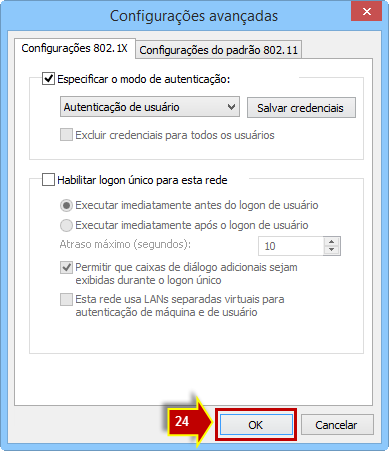 Configurações avançadas
Configurações 802.1X
Configurações do padrão 802.11
Especificar o modo de autenticação:
Autenticação de usuário
Salvar credenciais
Excluir credenciais para todos os usuários
Habilitar logon único para esta rede
Executar imediatamente antes do logon de usuário
Executar imediatamente após o logon de usuário
Atraso máximo (segundos):
10
Permitir que caixas de diálogo adicionais sejam
exibidas durante o logon único
Esta rede usa LANs separadas virtuais para
autenticação de máquina e de usuário
24
OK
Cancelar